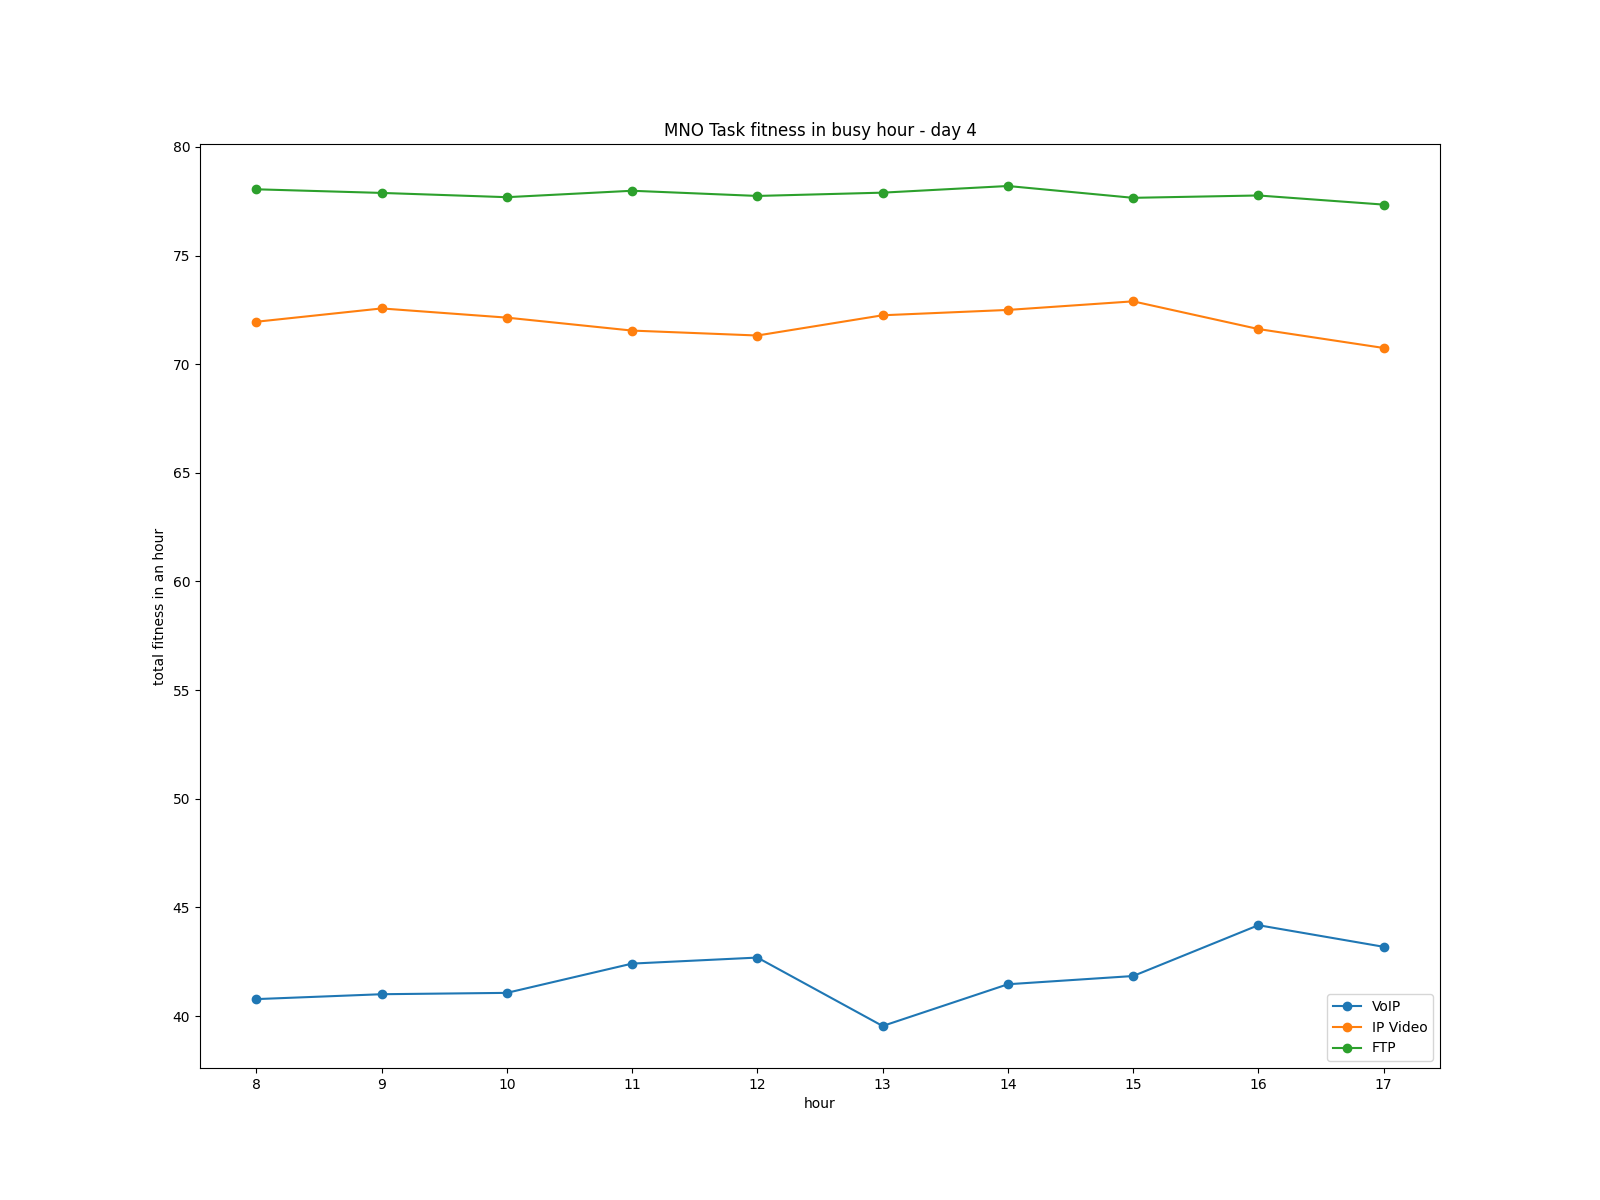 MNO Task fitness in busy hour - day 4
80
75
70
65
60
55
50
45
40
total fitness in an hour
8 9 10 11 12 13 14 15 16 17
hour
VoIP
IP Video
FTP